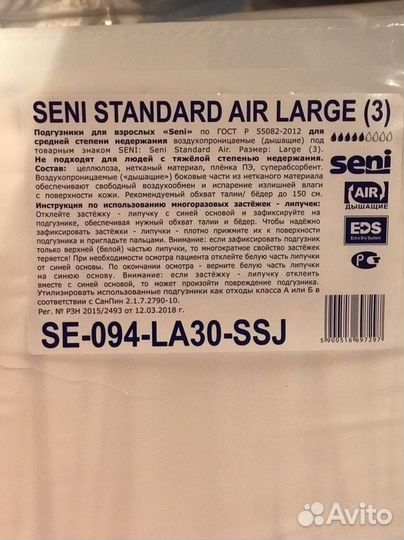 SENI STANDARD AIR LARGE (3)
Подгузники для взрослых «Seni» по ГОСТ Р 55082-2012 для
средней степени недержания воздухопроницаемые (дышащие) под
товарным знаком SENI: Seni Standard Air. Размер: Large (3).
Не подходят для людей с тяжёлой степенью недержания.
Состав: целлюлоза, нетканый материал, плёнка ПЭ, суперабсорбент.
Воздухопроницаемые («дышащие») боковые части из нетканого материала
обеспечивают свободный воздухообмен и испарение излишней влаги
с поверхности кожи. Рекомендуемый обхват талии/ бёдер до 150 см.
Инструкция по использованию многоразовых застёжек - липучек:
Отклейте застёжку - липучку с синей основой и зафиксируйте на
подгузнике, обеспечивая нужный обхват талии и бёдер. Чтобы надёжно
зафиксировать застёжку - липучки - плотно прижмите их к поверхности
подгузника и пригладьте пальцами. Внимание: если зафиксировать подгузник
только верхней (белой) частью липучки, то многократное свойство застёжек
теряется! При необходимости осмотра пациента отклейте белую часть липучки
от синей основы. По окончании осмотра - верните белую часть липучки
на синюю основу. Внимание: если застёжку - липучку отклеить
вместе с синей основой, то может произойти повреждение подгузника.
Утилизировать использованные подгузники как отходы класса А или Б в
соответствии с СанПин 2.1.7.2790-10.
Рег. № РЗН 2015/2493 от 12.03.2018 г.
seni
AIR
ДЫШАЩИЕ
EDS
Extra Dry System
SE-094-LA30-SSJ
5900516697297
Avito